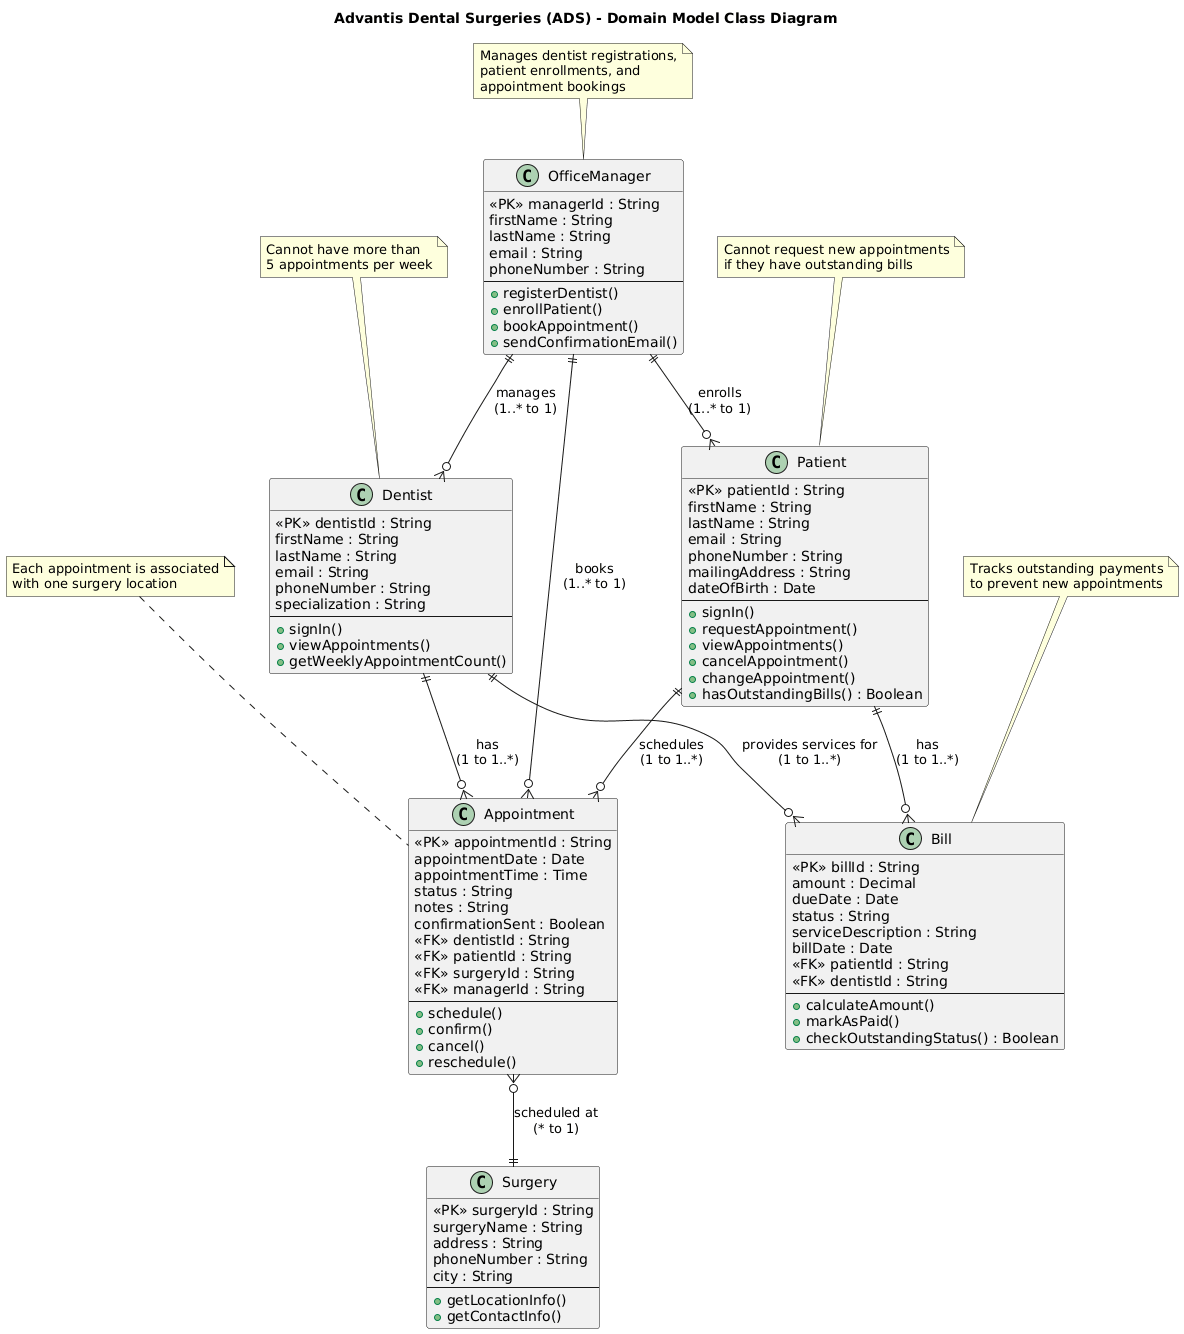 Advantis Dental Surgeries (ADS) - Domain Model Class Diagram
Manages dentist registrations,
patient enrollments, and
appointment bookings
OfficeManager
«PK» managerId : String
firstName : String
lastName : String
email : String
phoneNumber : String
registerDentist()
enrollPatient()
bookAppointment()
sendConfirmationEmail()
Cannot have more than
5 appointments per week
Cannot request new appointments
if they have outstanding bills
manages
(1..* to 1)
enrolls
(1..* to 1)
Dentist
«PK» dentistId : String
firstName : String
lastName : String
email : String
phoneNumber : String
specialization : String
signIn()
viewAppointments()
getWeeklyAppointmentCount()
Patient
«PK» patientId : String
firstName : String
lastName : String
email : String
phoneNumber : String
mailingAddress : String
dateOfBirth : Date
signIn()
requestAppointment()
viewAppointments()
cancelAppointment()
changeAppointment()
hasOutstandingBills() : Boolean
Each appointment is associated
with one surgery location
books
(1..* to 1)
Tracks outstanding payments
to prevent new appointments
has
(1 to 1..*)
schedules
(1 to 1..*)
provides services for
(1 to 1..*)
has
(1 to 1..*)
Appointment
«PK» appointmentId : String
appointmentDate : Date
appointmentTime : Time
status : String
notes : String
confirmationSent : Boolean
«FK» dentistId : String
«FK» patientId : String
«FK» surgeryId : String
«FK» managerId : String
schedule()
confirm()
cancel()
reschedule()
Bill
«PK» billId : String
amount : Decimal
dueDate : Date
status : String
serviceDescription : String
billDate : Date
«FK» patientId : String
«FK» dentistId : String
calculateAmount()
markAsPaid()
checkOutstandingStatus() : Boolean
scheduled at
(* to 1)
Surgery
«PK» surgeryId : String
surgeryName : String
address : String
phoneNumber : String
city : String
getLocationInfo()
getContactInfo()